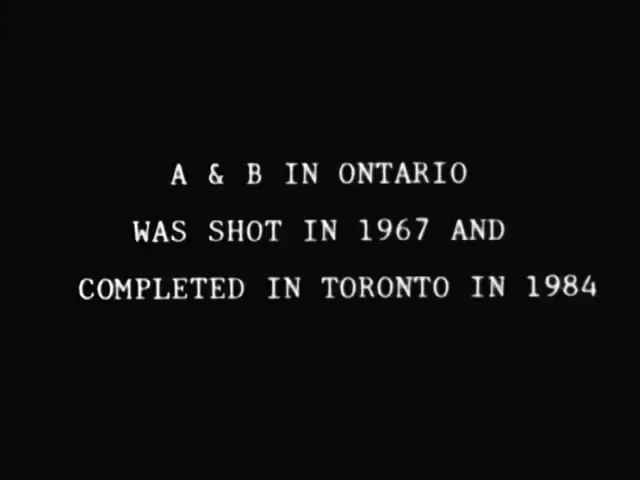 A & B IN ONTARIO
WAS SHOT IN 1967 AND
COMPLETED IN TORONTO IN 1984